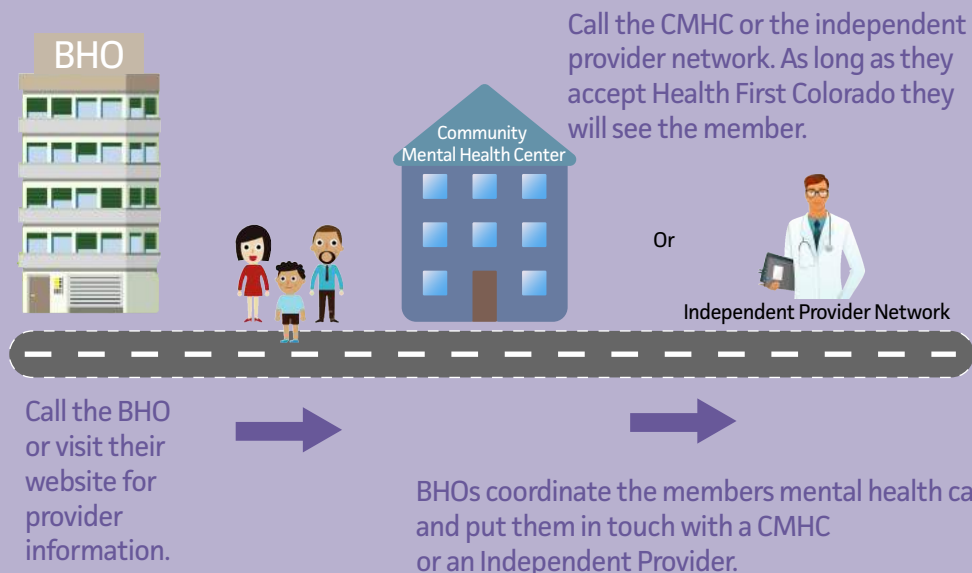 BHO
Call the CMHC or the independent
provider network. As long as they
accept Health First Colorado they
will see the member.
Community
Mental Health Center
Or
Independent Provider Network
Call the BHO
or visit their
website for
provider
information.
BHOs coordinate the members mental health
and put them in touch with a CMHC
or an Independent Provider.